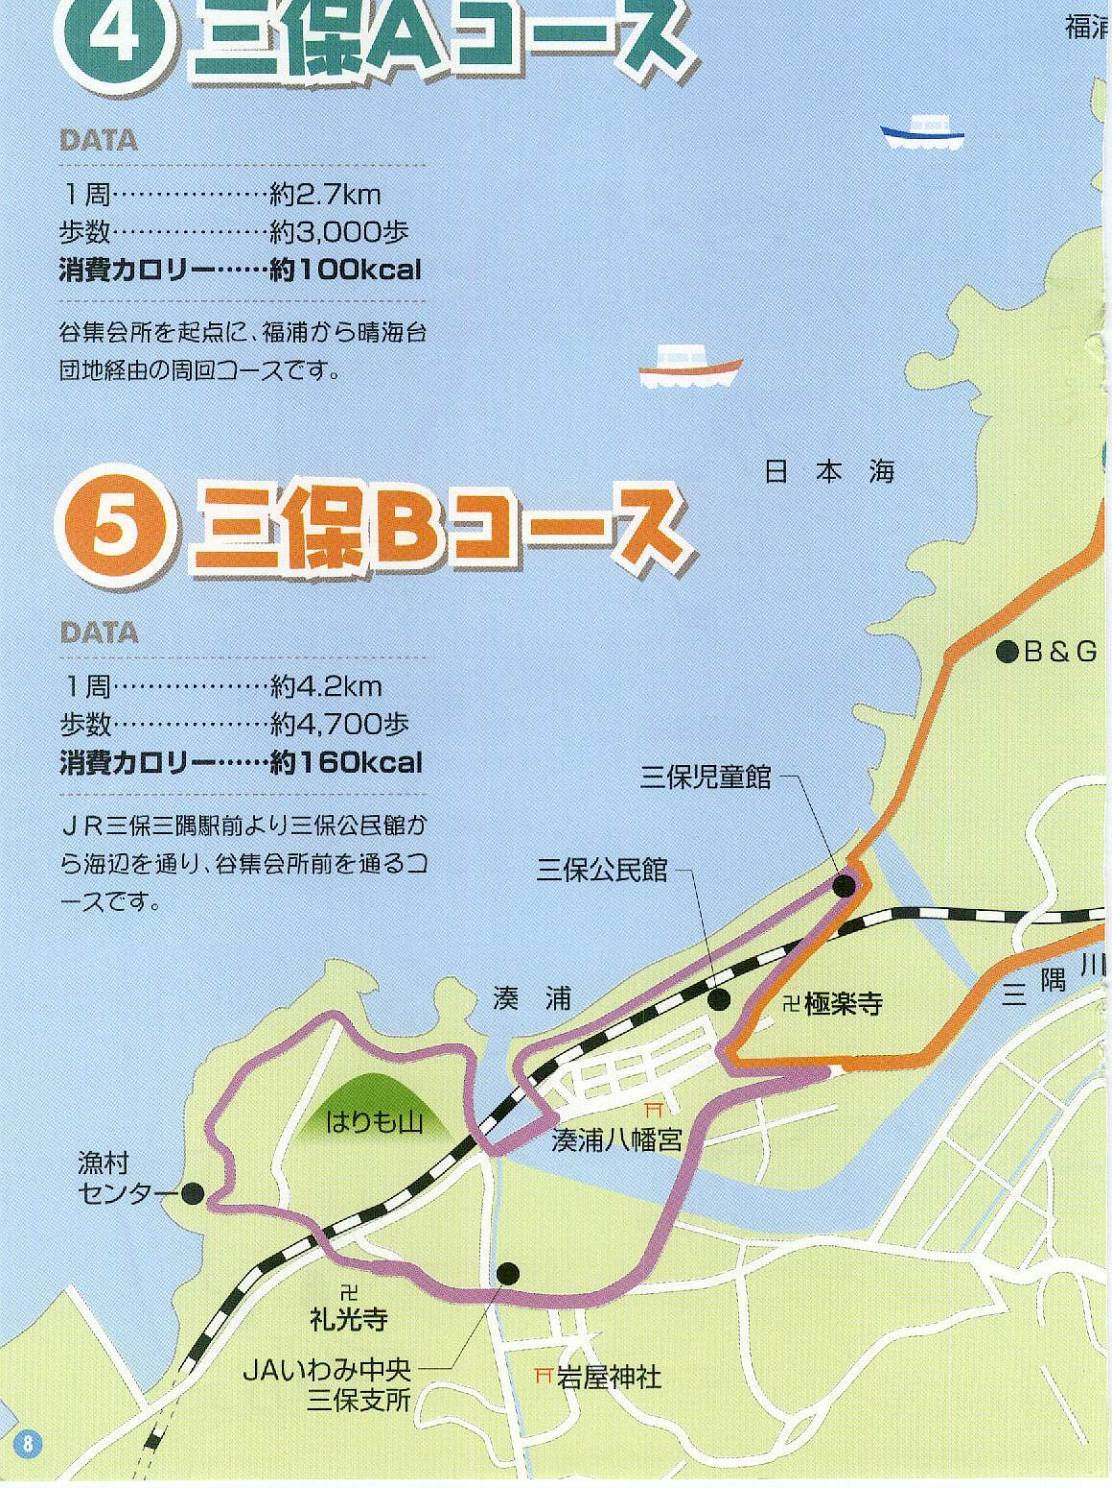 4 三保Aコース
DATA
1周………………約2.7km
歩数………………約3,000歩
消費カロリー……約100kcal
谷集会所を起点に、福浦から晴海台
団地経由の周回コースです。
5 三保Bコース
DATA
1周………………約4.2km
歩数………………約4,700歩
消費カロリー……約160kcal
JR三保三隅駅前より三保公民館か
ら海辺を通り、谷集会所前を通るコ
ースです。
福浦
日本海
B&G
三保児童館
三保公民館
湊浦
卍極楽寺
三隅川
はりも山
湊浦八幡宮
漁村
センター
卍
礼光寺
JAいわみ中央
三保支所
岩屋神社
8